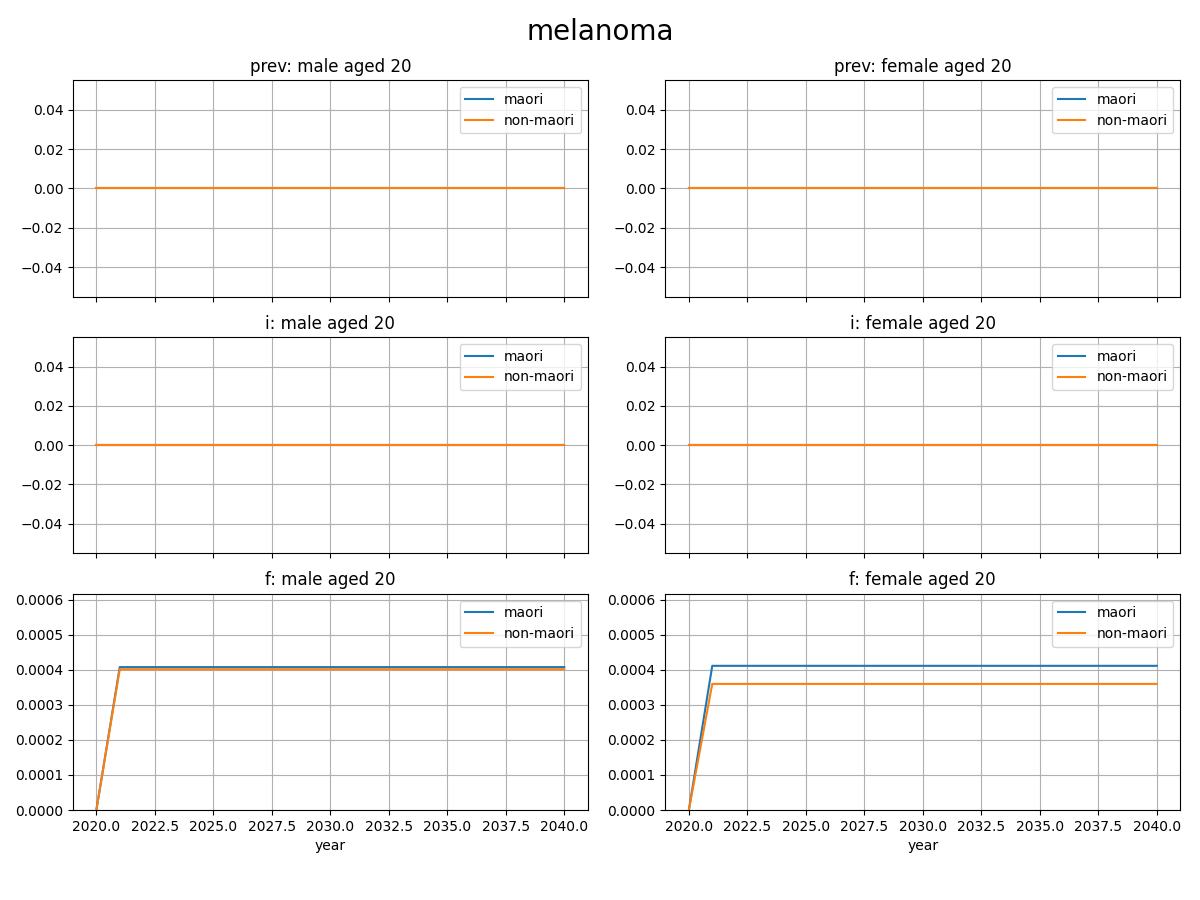 melanoma
prev: male aged 20
0.04
0.02
0.00
−0.02
−0.04
maori
non-maori
prev: female aged 20
0.04
0.02
0.00
−0.02
−0.04
maori
non-maori
i: male aged 20
0.04
0.02
0.00
−0.02
−0.04
maori
non-maori
i: female aged 20
0.04
0.02
0.00
−0.02
−0.04
maori
non-maori
f: male aged 20
0.0006
0.0005
0.0004
0.0003
0.0002
0.0001
0.0000
maori
non-maori
2020.0 2022.5 2025.0 2027.5 2030.0 2032.5 2035.0 2037.5 2040.0
year
f: female aged 20
0.0006
0.0005
0.0004
0.0003
0.0002
0.0001
0.0000
maori
non-maori
2020.0 2022.5 2025.0 2027.5 2030.0 2032.5 2035.0 2037.5 2040.0
year